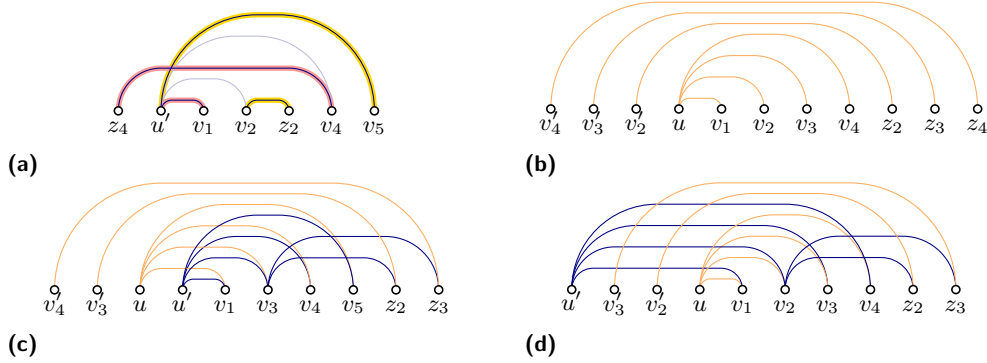 z₄ u′ v₁ v₂ z₂ v₄ v₅
(a)
v′₄ v′₃ v′₂ u v₁ v₂ v₃ v₄ z₂ z₃ z₄
(b)
v′₄ v′₃ u u′ v₁ v₃ v₄ v₅ z₂ z₃
(c)
u′ v′₃ v′₂ u v₁ v₂ v₃ v₄ z₂ z₃
(d)